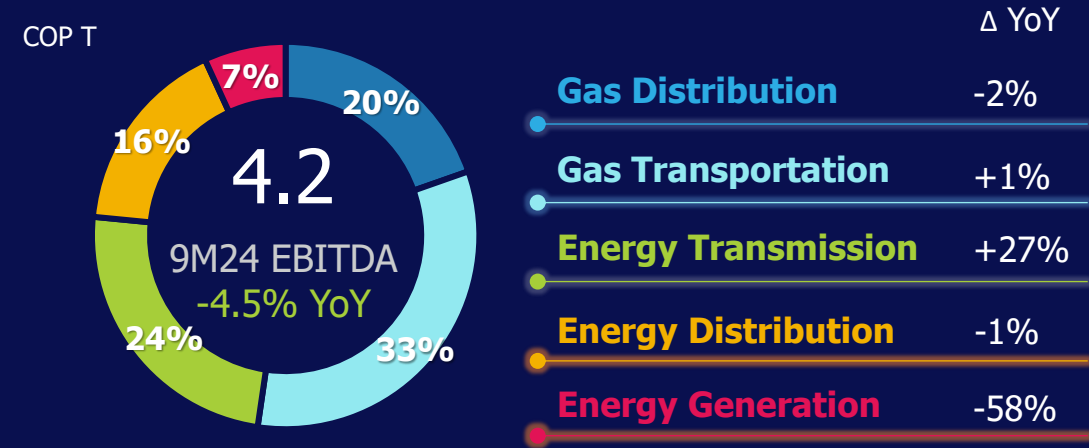 COP T
7%
20%
16%
4.2
9M24 EBITDA
-4.5% YoY
24%
33%
Δ YoY
Gas Distribution -2%
Gas Transportation +1%
Energy Transmission +27%
Energy Distribution -1%
Energy Generation -58%